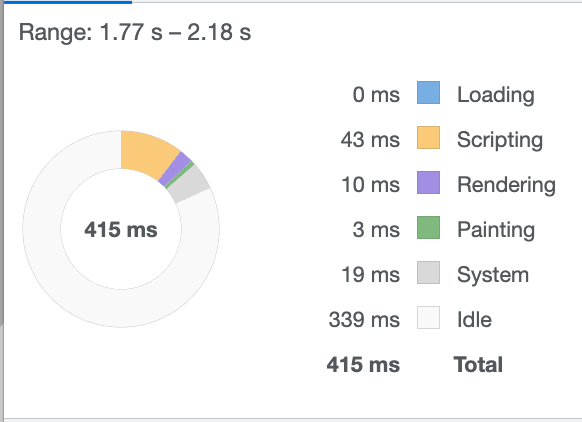 Range: 1.77 s – 2.18 s
415 ms
0 ms Loading
43 ms Scripting
10 ms Rendering
3 ms Painting
19 ms System
339 ms Idle
415 ms Total